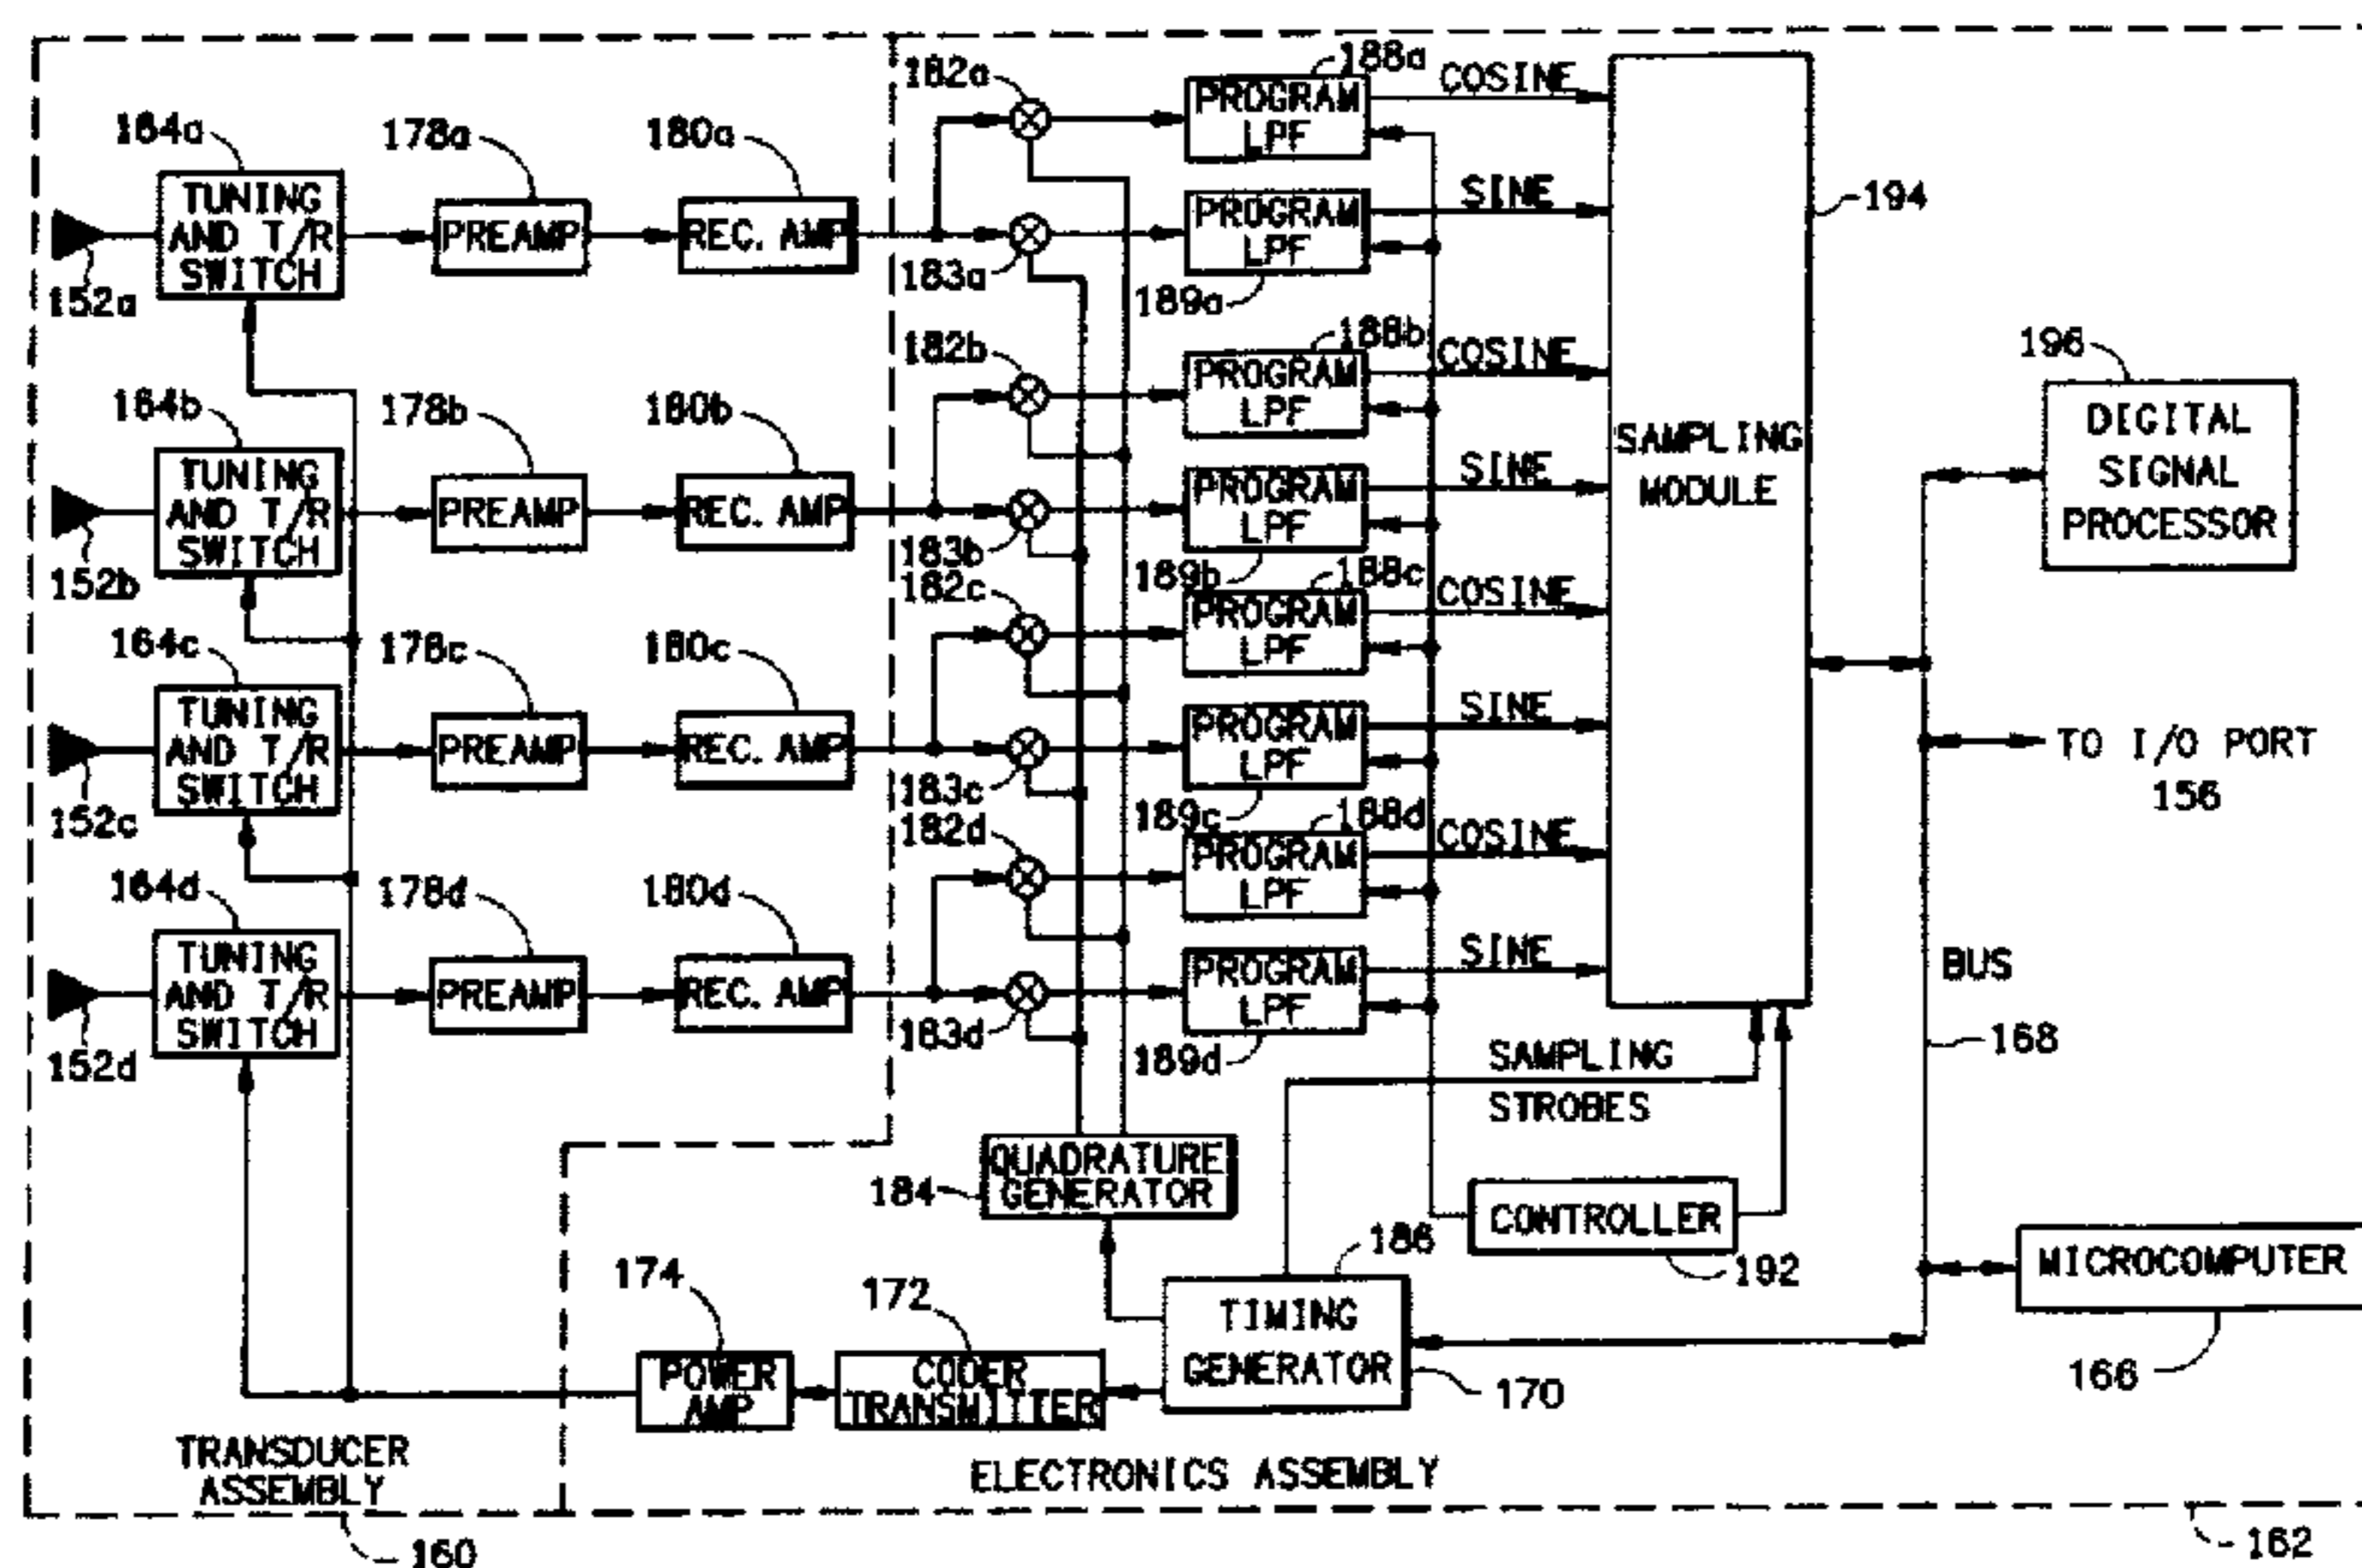 182a
188a
COSINE
164a
178a
180a
PROGRAM
LPF
TUNING
AND T/R
SWITCH
PREAMP
REC. AMP
SINE
194
PROGRAM
LPF
152a
183a
189a
182b
188b
COSINE
196
164b
178b
180b
PROGRAM
LPF
SAMPLING
MODULE
DIGITAL
SIGNAL
PROCESSOR
TUNING
AND T/R
SWITCH
PREAMP
REC. AMP
SINE
PROGRAM
LPF
152b
183b
189b
182c
188c
COSINE
164c
178c
180c
PROGRAM
LPF
TUNING
AND T/R
SWITCH
PREAMP
REC. AMP
SINE
PROGRAM
LPF
TO I/O PORT
156
152c
183c
189c
182d
188d
COSINE
164d
178d
180d
PROGRAM
LPF
TUNING
AND T/R
SWITCH
PREAMP
REC. AMP
SINE
PROGRAM
LPF
BUS
152d
183d
189d
SAMPLING
STROBES
168
QUADRATURE
GENERATOR
184
CONTROLLER
186
192
MICROCOMPUTER
174
172
TIMING
GENERATOR
POWER
AMP
CODER
TRANSMITTER
170
166
TRANSDUCER
ASSEMBLY
ELECTRONICS ASSEMBLY
160
162